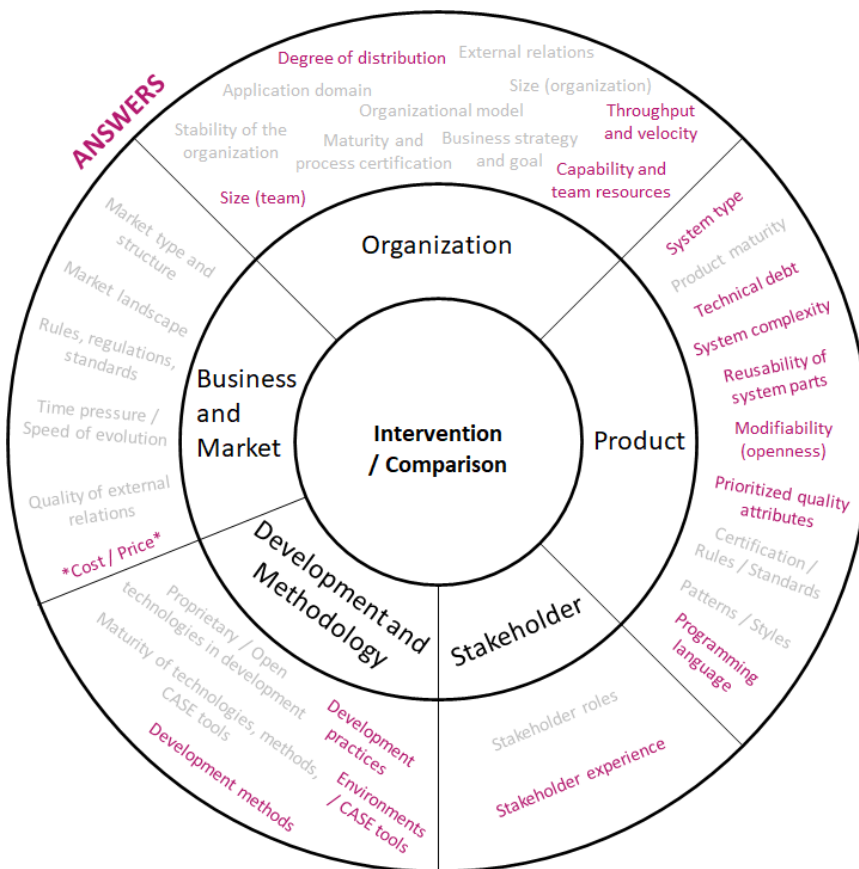 ANSWERS
Degree of distribution
External relations
Application domain
Size (organization)
Organizational model
Throughput
and velocity
Stability of the
organization
Maturity and
process certification
Business strategy
and goal
Capability and
team resources
Size (team)
Organization
System type
Product maturity
Technical debt
System complexity
Reusability of
system parts
Modifiability
(openness)
Prioritized quality
attributes
Certification /
Rules / Standards
Patterns / Styles
Programming
language
Product
Market type and
structure
Market landscape
Rules, regulations,
standards
Time pressure /
Speed of evolution
Quality of external
relations
*Cost / Price*
Business
and
Market
Intervention
/ Comparison
Development and
Methodology
Proprietary / Open
technologies in development
Maturity of technologies, methods,
CASE tools
Development methods
Development
practices
Environments
/ CASE tools
Stakeholder
Stakeholder roles
Stakeholder experience